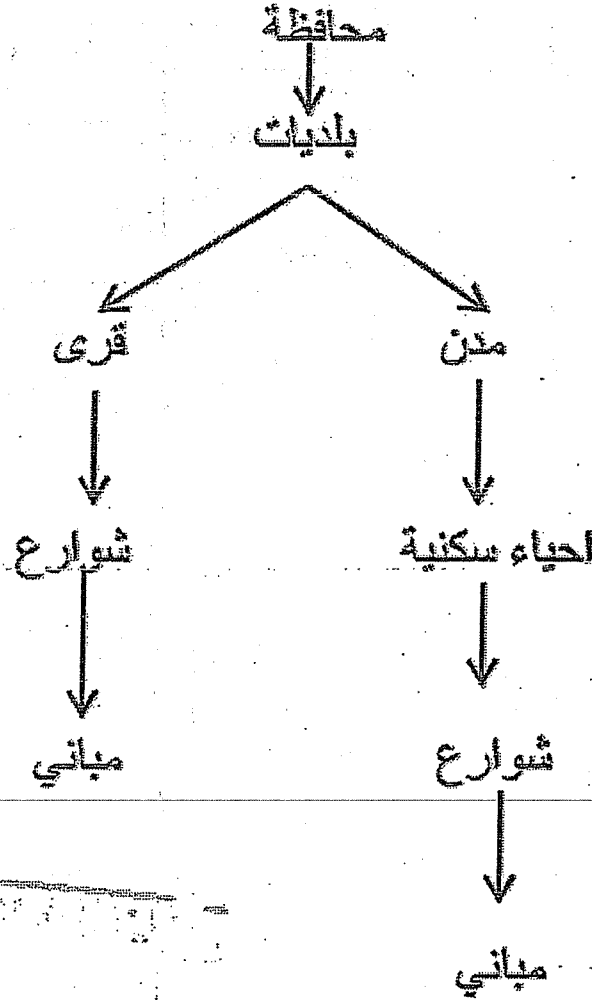 محافظة
بلديات
مدن
قرى
احياء سكنية
شوارع
شوارع
مباني
مباني